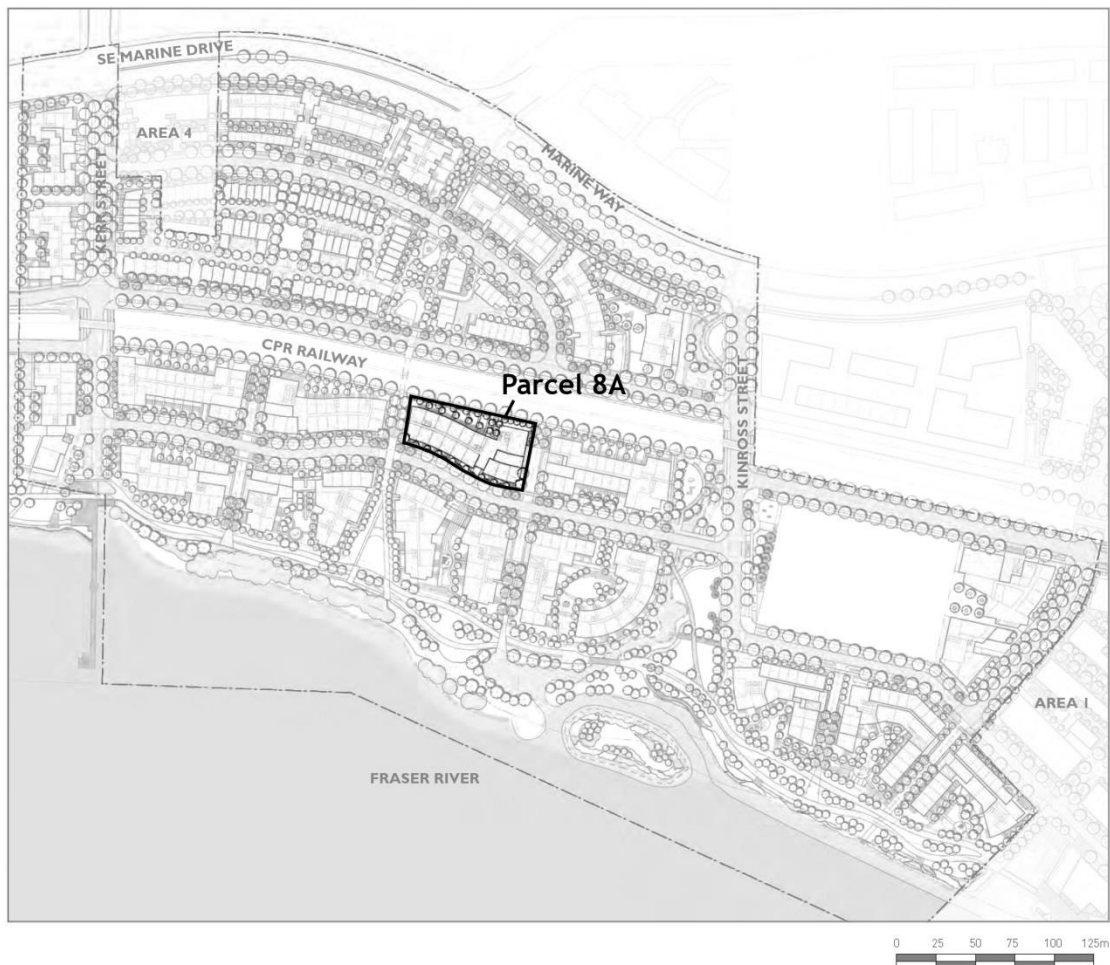 SE MARINE DRIVE
AREA 4
KERR STREET
MARINE WAY
CPR RAILWAY
Parcel 8A
KINROSS STREET
AREA 1
FRASER RIVER
0 25 50 75 100 125m